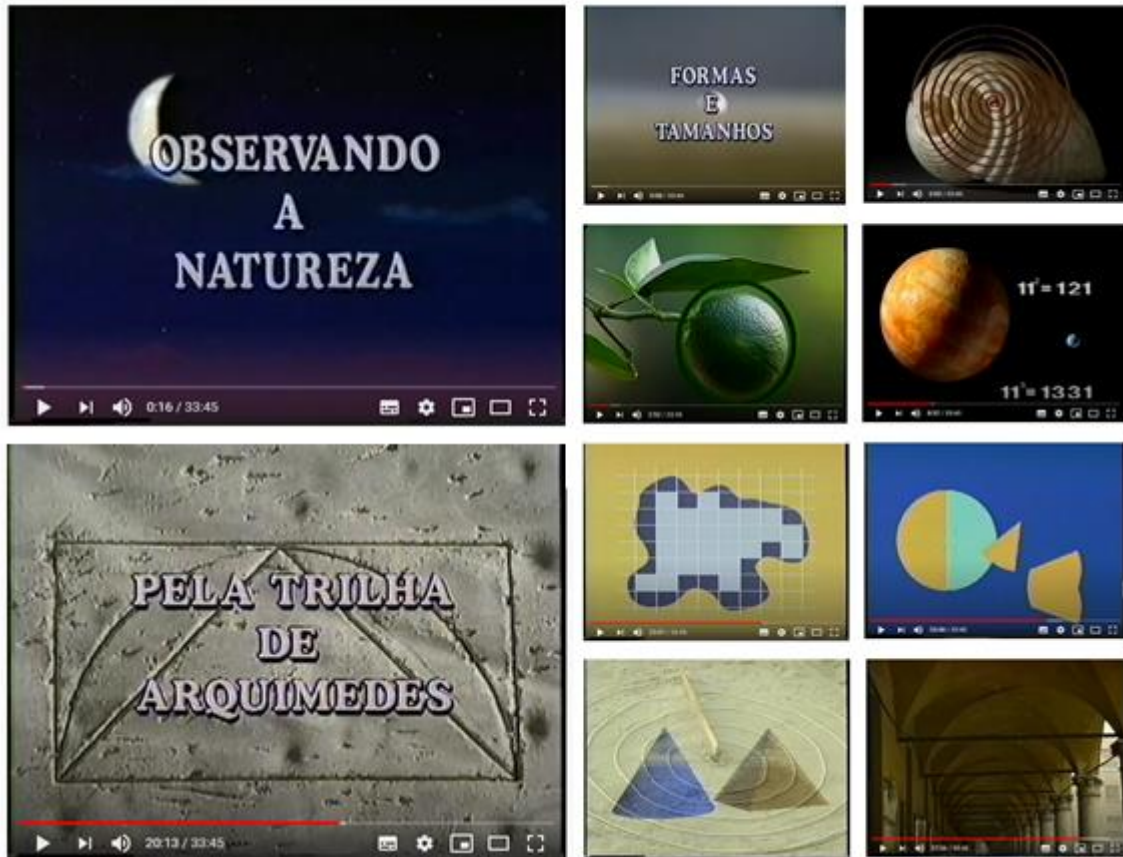 OBSERVANDO
A
NATUREZA
0:16 / 33:45
FORMAS
E
TAMANHOS
11² = 121
11³ = 1331
PELA TRILHA
DE
ARQUIMEDES
20:13 / 33:45